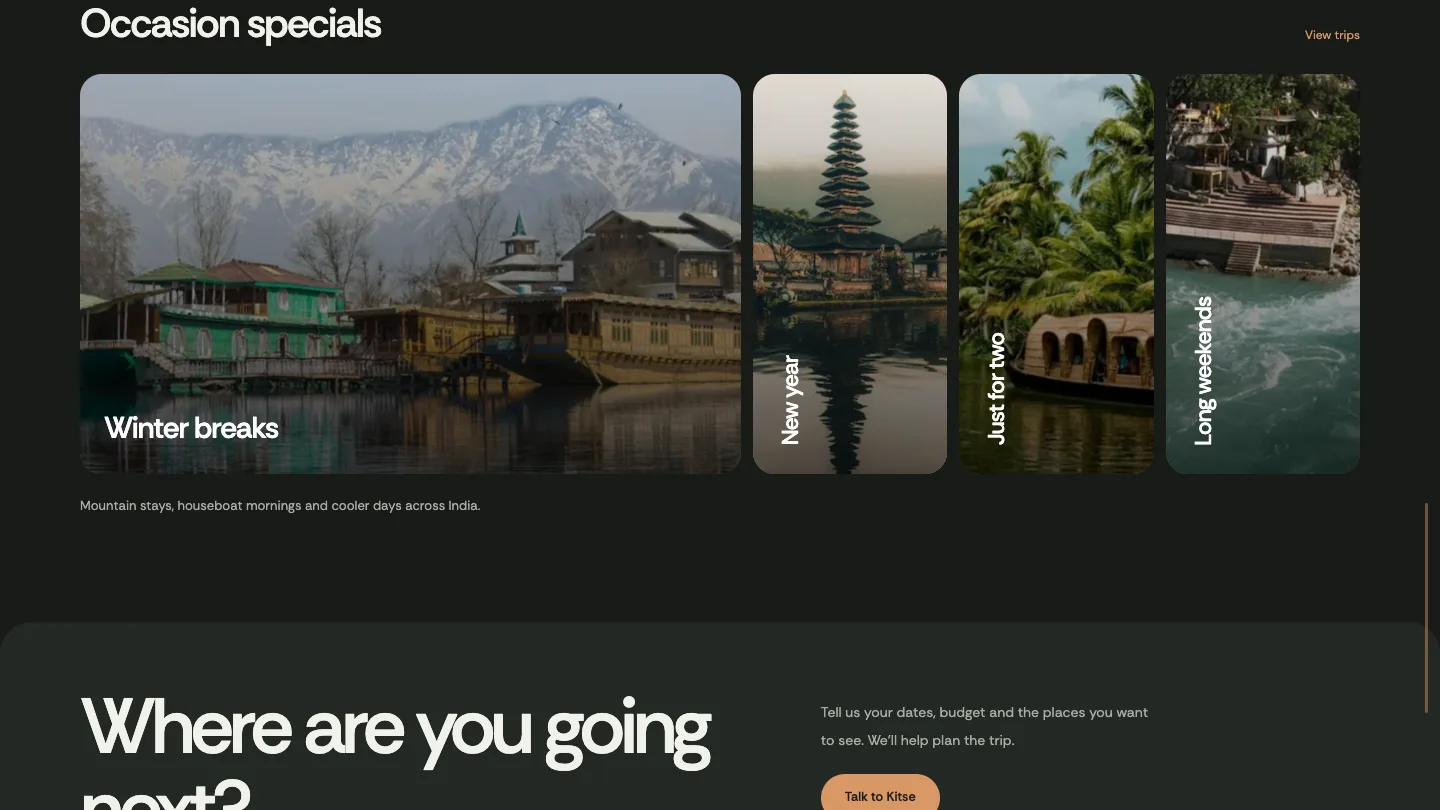 Occasion specials
View trips
Winter breaks
New year
Just for two
Long weekends
Mountain stays, houseboat mornings and cooler days across India.
Where are you going
next?
Tell us your dates, budget and the places you want
to see. We'll help plan the trip.
Talk to Kitse